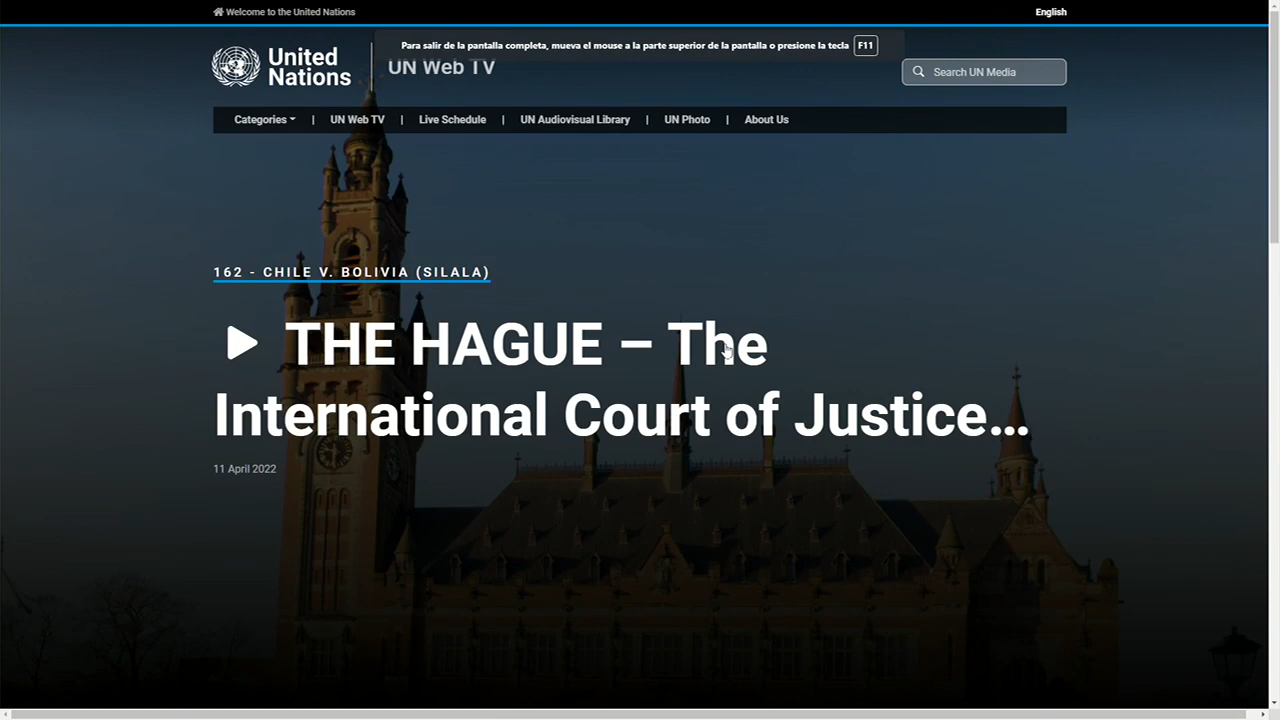 Welcome to the United Nations
English
Para salir de la pantalla completa, mueva el mouse a la parte superior de la pantalla o presione la tecla F11
United
Nations
UN Web TV
Search UN Media
Categories | UN Web TV | Live Schedule | UN Audiovisual Library | UN Photo | About Us
162 - CHILE V. BOLIVIA (SILALA)
THE HAGUE – The
International Court of Justice...
11 April 2022